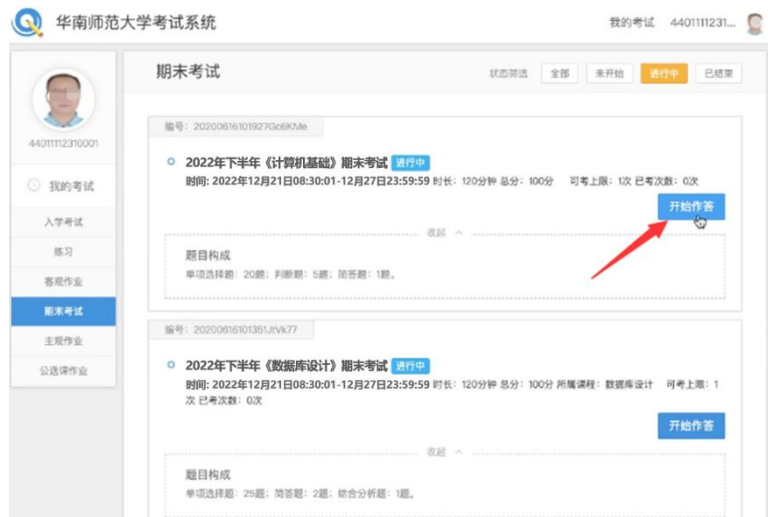 华南师范大学考试系统
我的考试 4401111231...
44011112310001
我的考试
入学考试
练习
客观作业
期末考试
主观作业
公选课作业
期末考试
状态筛选 全部 未开始 进行中 已结束
编号: 20200616101927Gc6KMe
2022年下半年《计算机基础》期末考试 进行中
时间: 2022年12月21日08:30:01-12月27日23:59:59 时长: 120分钟 总分: 100分 可考上限: 1次 已考次数: 0次
开始作答
收起
题目构成
单项选择题: 20题; 判断题: 5题; 简答题: 1题。
编号: 20200616101351JtVk77
2022年下半年《数据库设计》期末考试 进行中
时间: 2022年12月21日08:30:01-12月27日23:59:59 时长: 120分钟 总分: 100分 所属课程: 数据库设计 可考上限: 1
次 已考次数: 0次
开始作答
收起
题目构成
单项选择题: 25题; 简答题: 2题; 综合分析题: 1题。